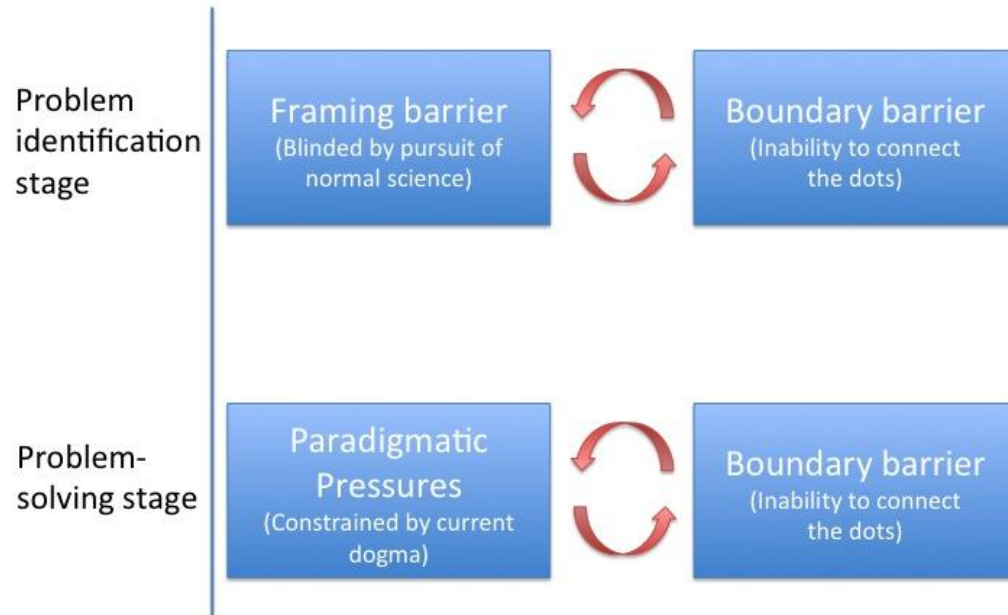 Problem
identification
stage
Framing barrier
(Blinded by pursuit of
normal science)
Boundary barrier
(Inability to connect
the dots)
Problem-
solving stage
Paradigmatic
Pressures
(Constrained by current
dogma)
Boundary barrier
(Inability to connect
the dots)